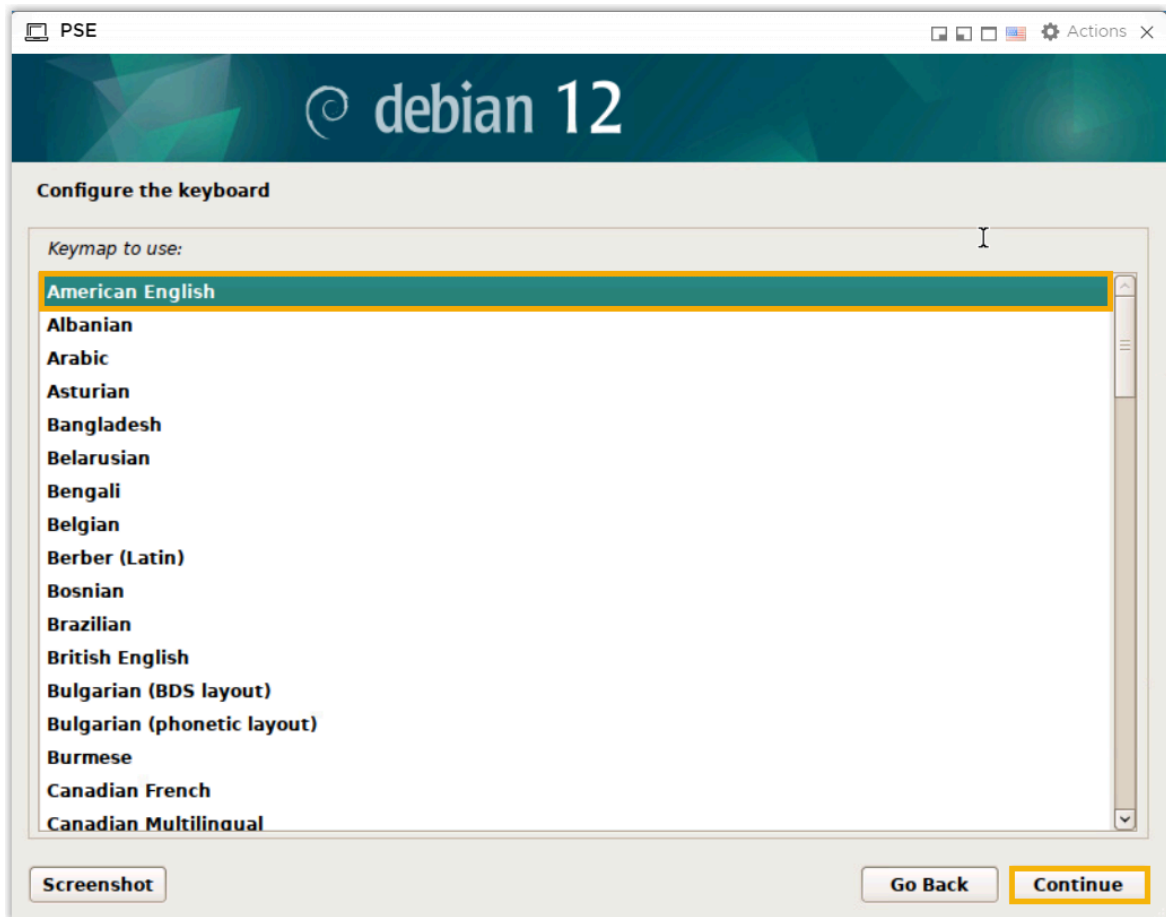 PSE
Actions
debian 12
Configure the keyboard
Keymap to use:
American English
Albanian
Arabic
Asturian
Bangladesh
Belarusian
Bengali
Belgian
Berber (Latin)
Bosnian
Brazilian
British English
Bulgarian (BDS layout)
Bulgarian (phonetic layout)
Burmese
Canadian French
Canadian Multilingual
Screenshot
Go Back
Continue